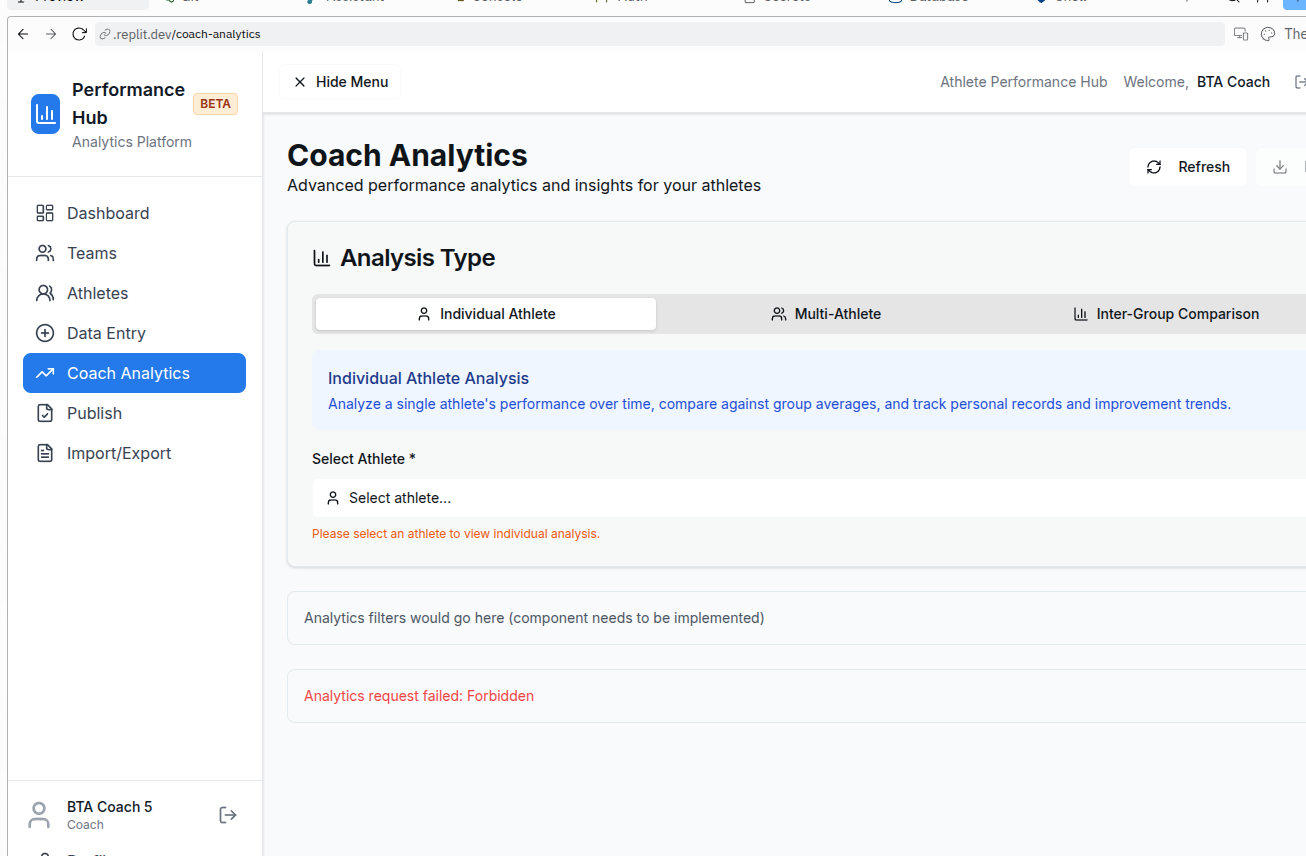 .replit.dev/coach-analytics
The
Performance
Hub
BETA
Analytics Platform
Hide Menu
Athlete Performance Hub Welcome, BTA Coach
Coach Analytics
Advanced performance analytics and insights for your athletes
Refresh
Dashboard
Teams
Athletes
Data Entry
Coach Analytics
Publish
Import/Export
Analysis Type
Individual Athlete Multi-Athlete Inter-Group Comparison
Individual Athlete Analysis
Analyze a single athlete's performance over time, compare against group averages, and track personal records and improvement trends.
Select Athlete *
Select athlete...
Please select an athlete to view individual analysis.
Analytics filters would go here (component needs to be implemented)
Analytics request failed: Forbidden
BTA Coach 5
Coach